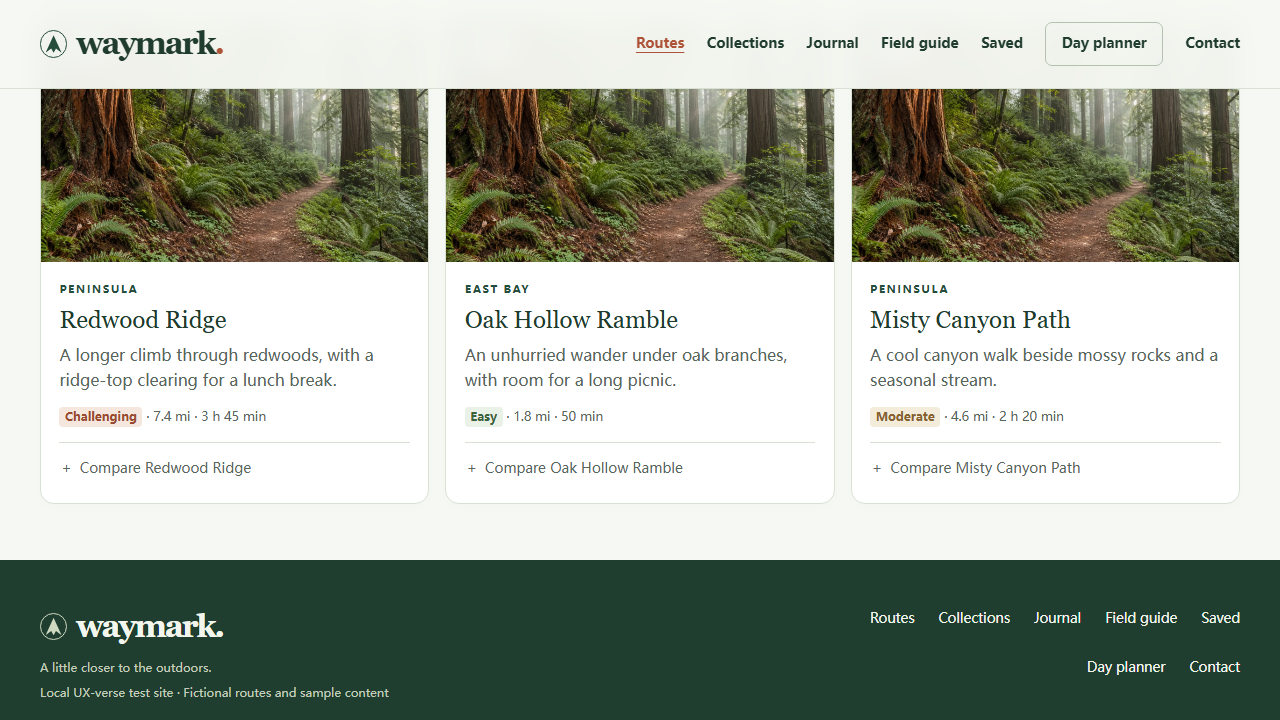 waymark.
Routes Collections Journal Field guide Saved Day planner Contact
PENINSULA
Redwood Ridge
A longer climb through redwoods, with a
ridge-top clearing for a lunch break.
Challenging · 7.4 mi · 3 h 45 min
+ Compare Redwood Ridge
EAST BAY
Oak Hollow Ramble
An unhurried wander under oak branches,
with room for a long picnic.
Easy · 1.8 mi · 50 min
+ Compare Oak Hollow Ramble
PENINSULA
Misty Canyon Path
A cool canyon walk beside mossy rocks and a
seasonal stream.
Moderate · 4.6 mi · 2 h 20 min
+ Compare Misty Canyon Path
waymark.
A little closer to the outdoors.
Local UX-verse test site · Fictional routes and sample content
Routes Collections Journal Field guide Saved
Day planner Contact